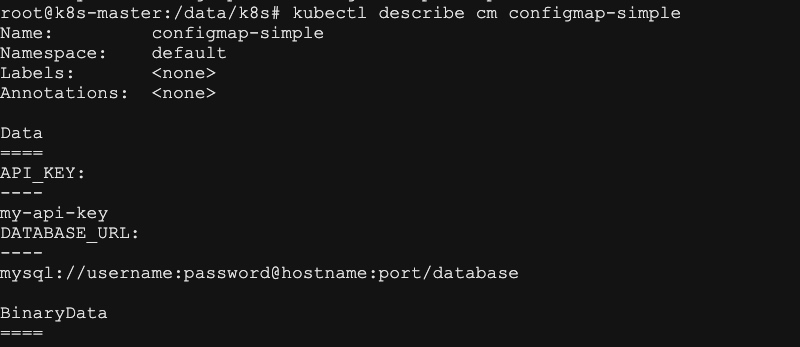 root@k8s-master:/data/k8s# kubectl describe cm configmap-simple
Name:         configmap-simple
Namespace:    default
Labels:       <none>
Annotations:  <none>

Data
====
API_KEY:
----
my-api-key
DATABASE_URL:
----
mysql://username:password@hostname:port/database

BinaryData
====